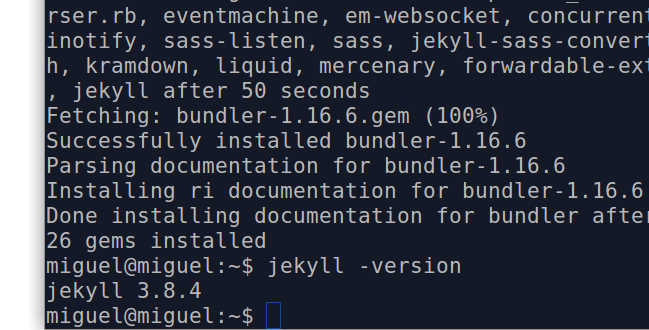 rser.rb, eventmachine, em-websocket, concurrent
inotify, sass-listen, sass, jekyll-sass-convert
h, kramdown, liquid, mercenary, forwardable-ext
, jekyll after 50 seconds
Fetching: bundler-1.16.6.gem (100%)
Successfully installed bundler-1.16.6
Parsing documentation for bundler-1.16.6
Installing ri documentation for bundler-1.16.6
Done installing documentation for bundler after
26 gems installed
miguel@miguel:~$ jekyll -version
jekyll 3.8.4
miguel@miguel:~$